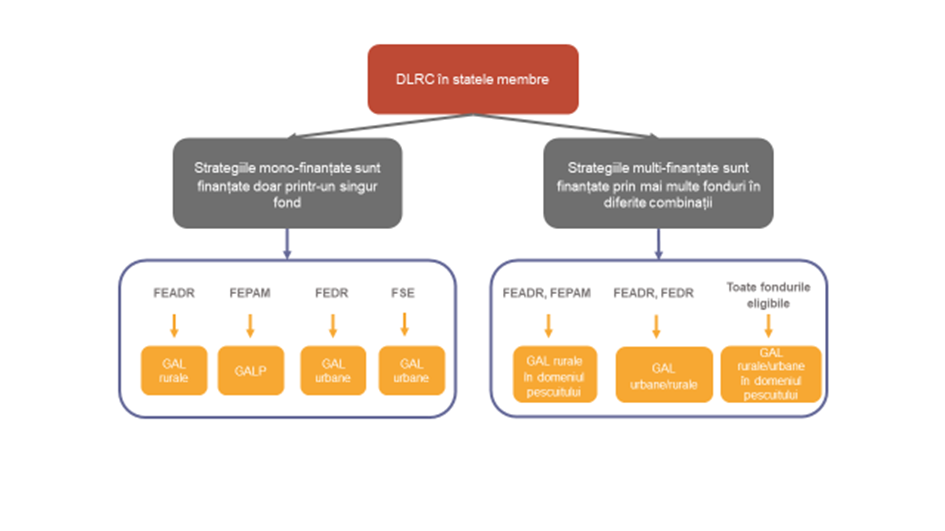 DLRC în statele membre
Strategiile mono-finanțate sunt
finanțate doar printr-un singur
fond
Strategiile multi-finanțate sunt
finanțate prin mai multe fonduri în
diferite combinații
FEADR
FEPAM
FEDR
FSE
GAL
rurale
GALP
GAL
urbane
GAL
urbane
FEADR, FEPAM
FEADR, FEDR
Toate fondurile
eligibile
GAL rurale
în domeniul
pescuitului
GAL
urbane/rurale
GAL
rurale/urbane
în domeniul
pescuitului